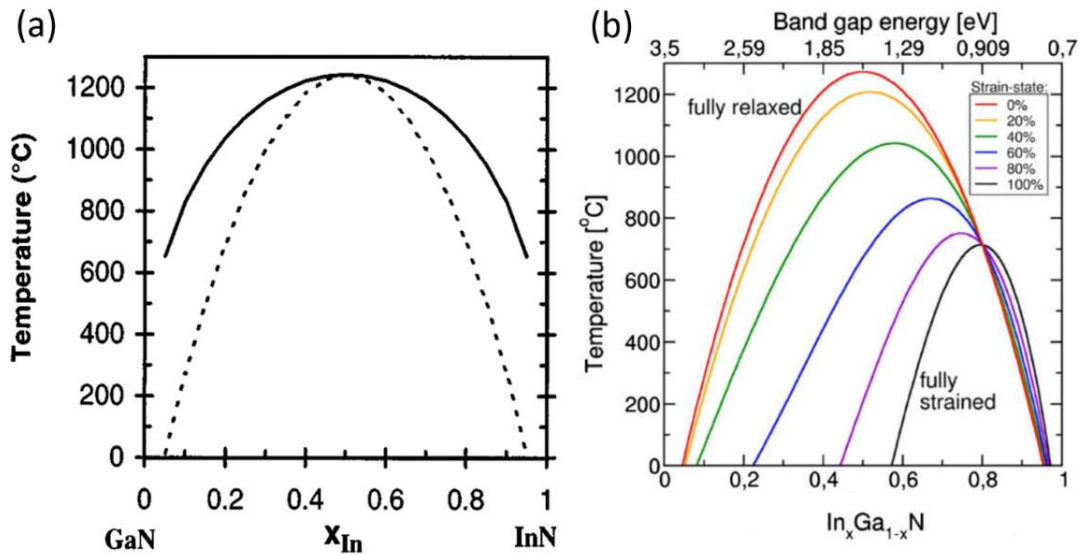 (a)
Temperature (°C)
1200
1000
800
600
400
200
0
0 0.2 0.4 0.6 0.8 1
GaN X In InN
(b)
Band gap energy [eV]
3,5 2,59 1,85 1,29 0,909 0,7
fully relaxed
Strain-state:
0%
20%
40%
60%
80%
100%
fully
strained
Temperature [°C]
1200
1000
800
600
400
200
0
0 0,2 0,4 0,6 0,8 1
InxGa1-xN